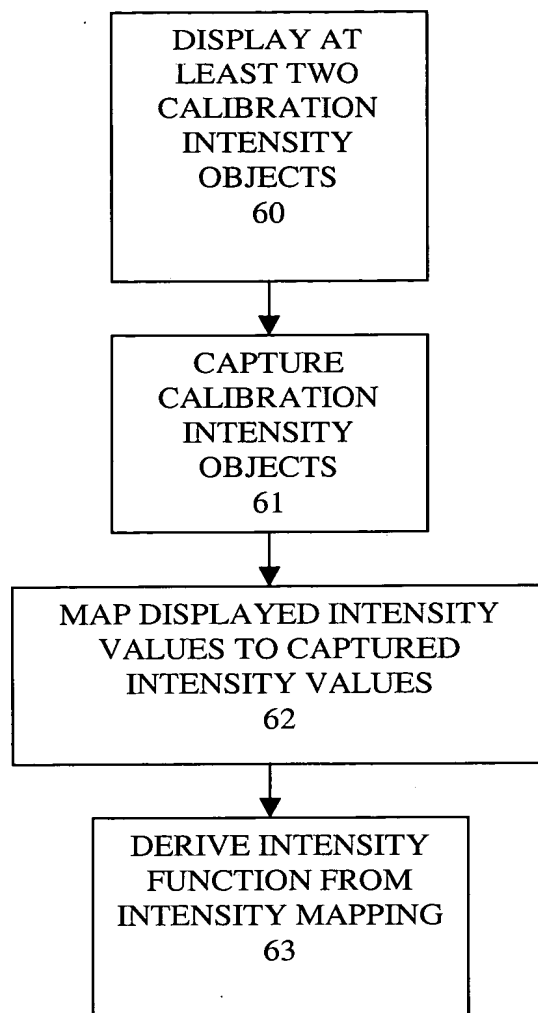 DISPLAY AT
LEAST TWO
CALIBRATION
INTENSITY
OBJECTS
60
CAPTURE
CALIBRATION
INTENSITY
OBJECTS
61
MAP DISPLAYED INTENSITY
VALUES TO CAPTURED
INTENSITY VALUES
62
DERIVE INTENSITY
FUNCTION FROM
INTENSITY MAPPING
63